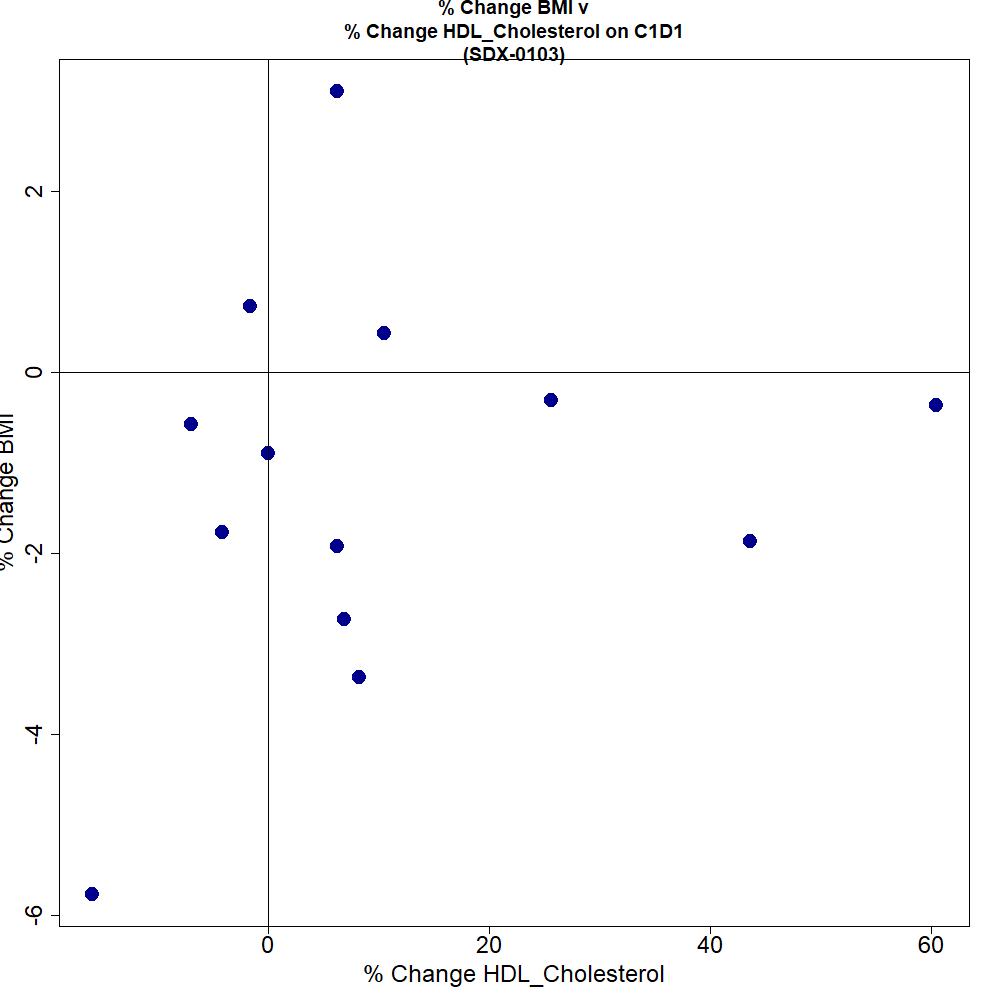 % Change BMI v
% Change HDL_Cholesterol on C1D1
(SDX-0103)
2
0
-2
-4
-6
% Change BMI
0
20
40
60
% Change HDL_Cholesterol